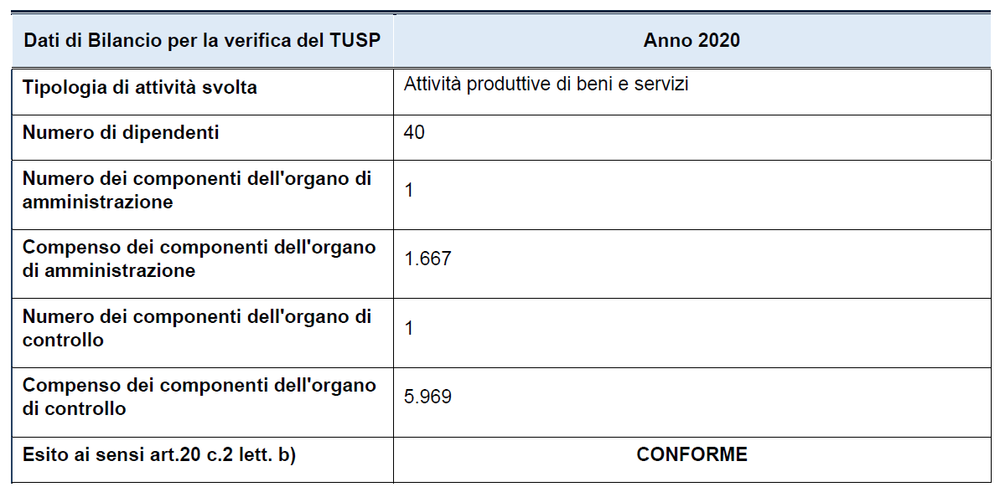 Dati di Bilancio per la verifica del TUSP
Anno 2020
Tipologia di attività svolta
Attività produttive di beni e servizi
Numero di dipendenti
40
Numero dei componenti dell'organo di
amministrazione
1
Compenso dei componenti dell'organo
di amministrazione
1.667
Numero dei componenti dell'organo di
controllo
1
Compenso dei componenti dell'organo
di controllo
5.969
Esito ai sensi art.20 c.2 lett. b)
CONFORME